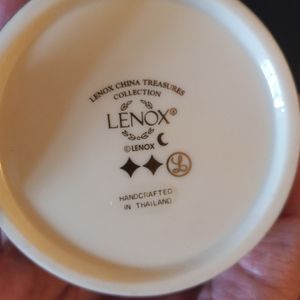 LENOX CHINA TREASURES
COLLECTION
LENOX®
©LENOX
L
HANDCRAFTED
IN THAILAND